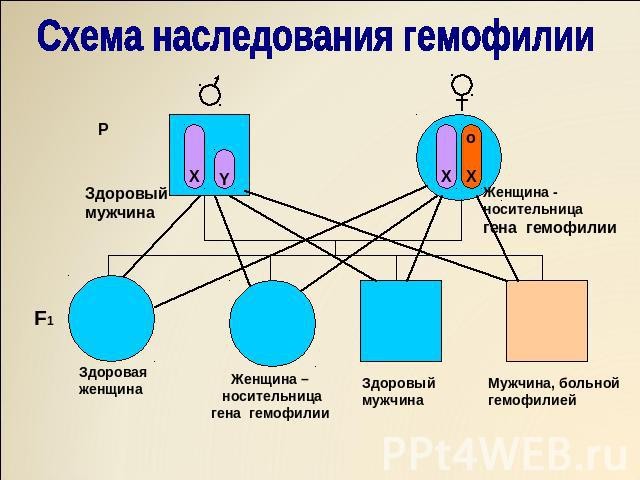 Схема наследования гемофилии
♂
♀
P
о
X
Y
X
X
Здоровый
мужчина
Женщина -
носительница
гена гемофилии
F1
Здоровая
женщина
Женщина –
носительница
гена гемофилии
Здоровый
мужчина
Мужчина, больной
гемофилией
PPt4WEB.ru